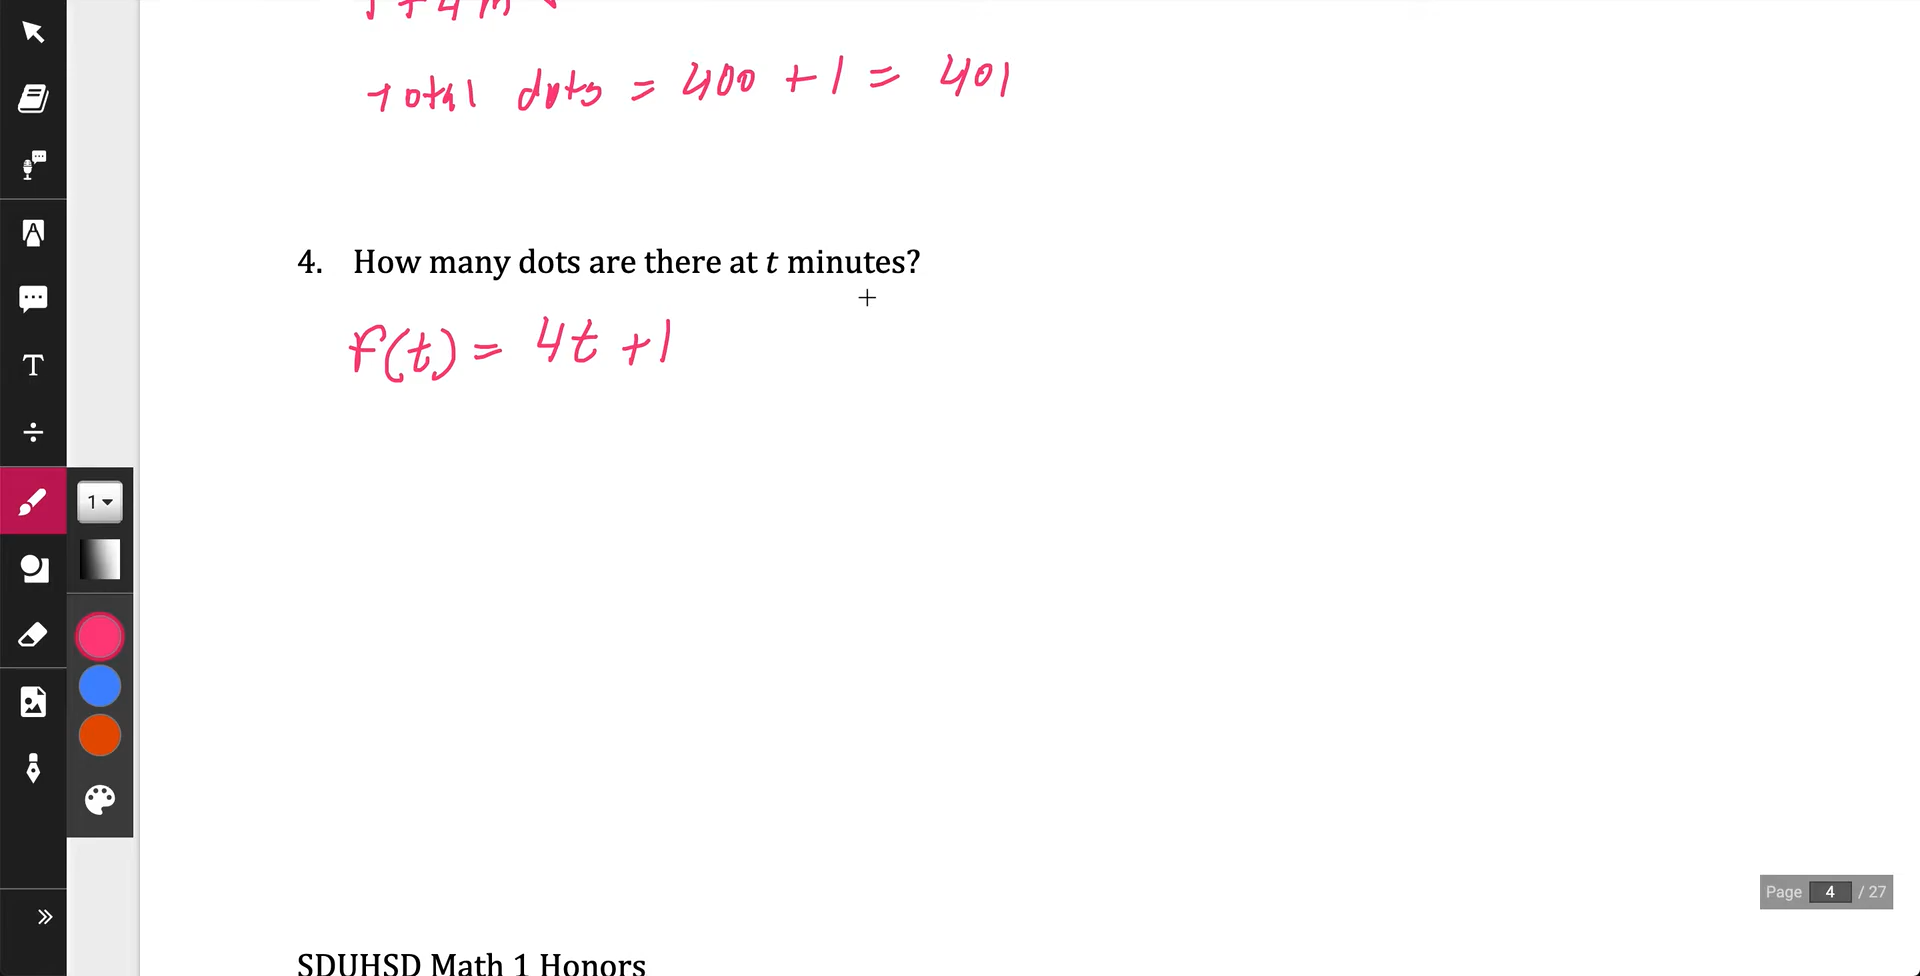 Total dots = 400 + 1 = 401
4. How many dots are there at t minutes?
f(t) = 4t + 1
T
÷
1
Page 4 / 27
SDUHSD Math 1 Honors